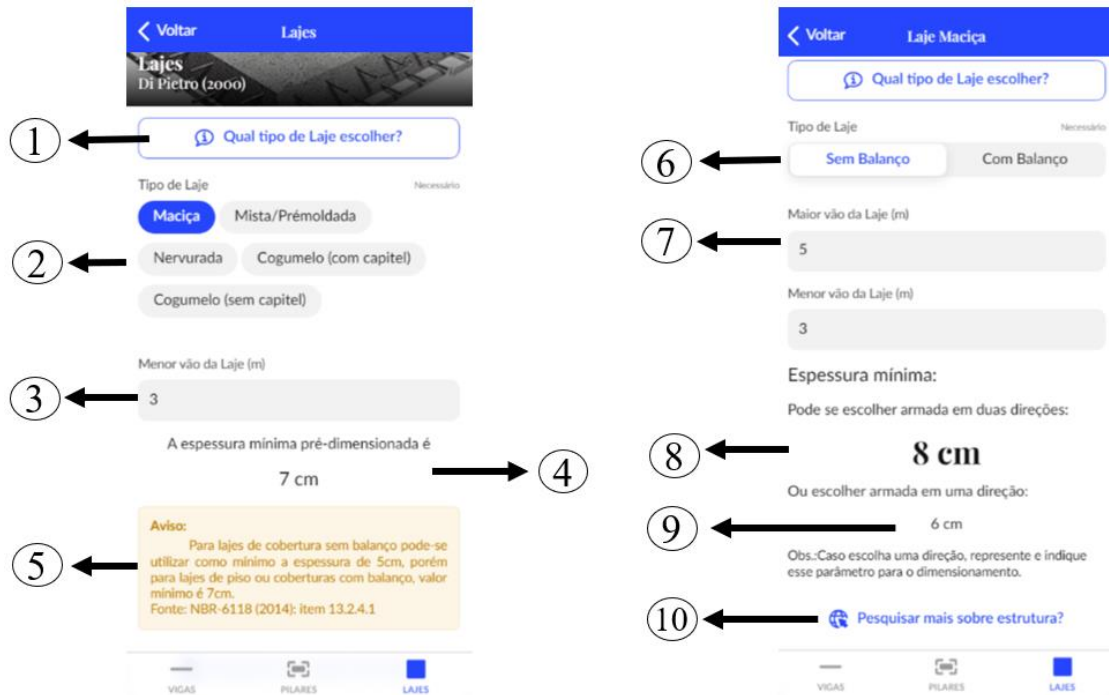 Voltar
Lajes
Lajes
Di Pietro (2000)
1
Qual tipo de Laje escolher?
Tipo de Laje
Necessário
Maciça
Mista/Prémoldada
2
Nervurada
Cogumelo (com capitel)
Cogumelo (sem capitel)
Menor vão da Laje (m)
3
3
A espessura mínima pré-dimensionada é
7 cm
4
5
Aviso:
Para lajes de cobertura sem balanço pode-se
utilizar como mínimo a espessura de 5cm, porém
para lajes de piso ou coberturas com balanço, valor
mínimo é 7cm.
Fonte: NBR-6118 (2014): item 13.2.4.1
VIGAS
PILARES
LAJES
Voltar
Laje Maciça
Qual tipo de Laje escolher?
Tipo de Laje
Necessário
6
Sem Balanço
Com Balanço
Maior vão da Laje (m)
7
5
Menor vão da Laje (m)
3
Espessura mínima:
Pode se escolher armada em duas direções:
8
8 cm
Ou escolher armada em uma direção:
9
6 cm
Obs.:Caso escolha uma direção, represente e indique
esse parâmetro para o dimensionamento.
10
Pesquisar mais sobre estrutura?
VIGAS
PILARES
LAJES